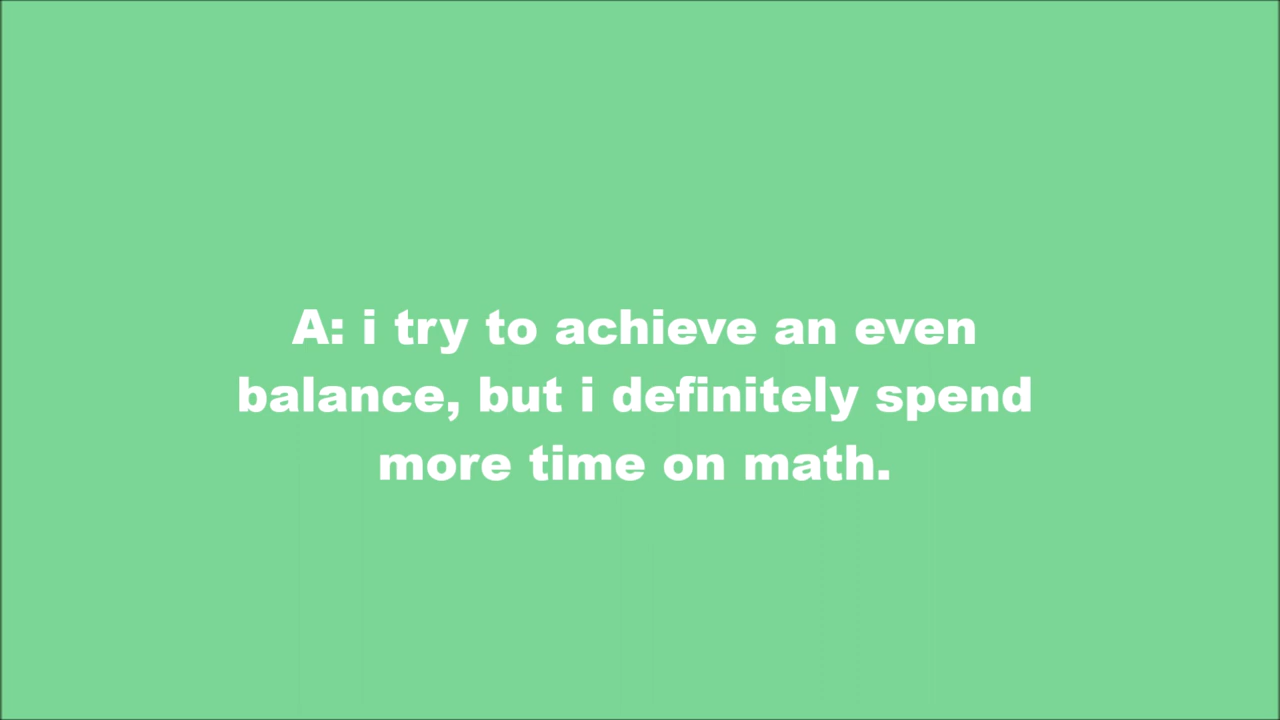 A: i try to achieve an even
balance, but i definitely spend
more time on math.